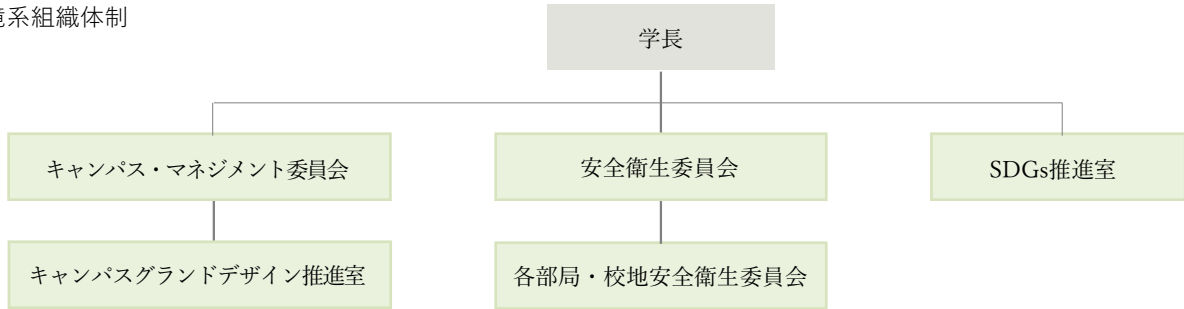 系組織体制
学長
キャンパス・マネジメント委員会
安全衛生委員会
SDGs推進室
キャンパスグランドデザイン推進室
各部局・校地安全衛生委員会